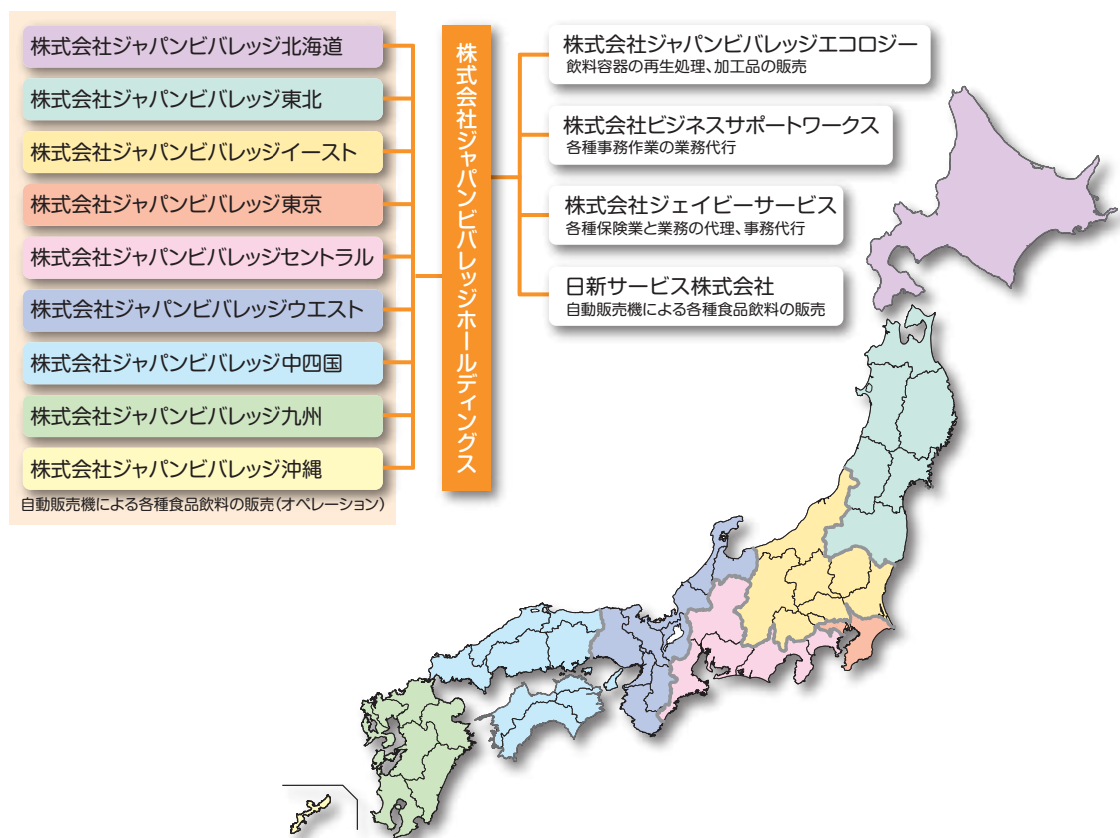 株式会社ジャパンビバレッジ北海道
株式会社ジャパンビバレッジ東北
株式会社ジャパンビバレッジイースト
株式会社ジャパンビバレッジ東京
株式会社ジャパンビバレッジセントラル
株式会社ジャパンビバレッジウエスト
株式会社ジャパンビバレッジ中四国
株式会社ジャパンビバレッジ九州
株式会社ジャパンビバレッジ沖縄
自動販売機による各種食品飲料の販売(オペレーション)
株式会社ジャパンビバレッジホールディングス
株式会社ジャパンビバレッジエコロジー
飲料容器の再生処理、加工品の販売
株式会社ビジネスサポートワークス
各種事務作業の業務代行
株式会社ジェイビーサービス
各種保険業と業務の代理、事務代行
日新サービス株式会社
自動販売機による各種食品飲料の販売